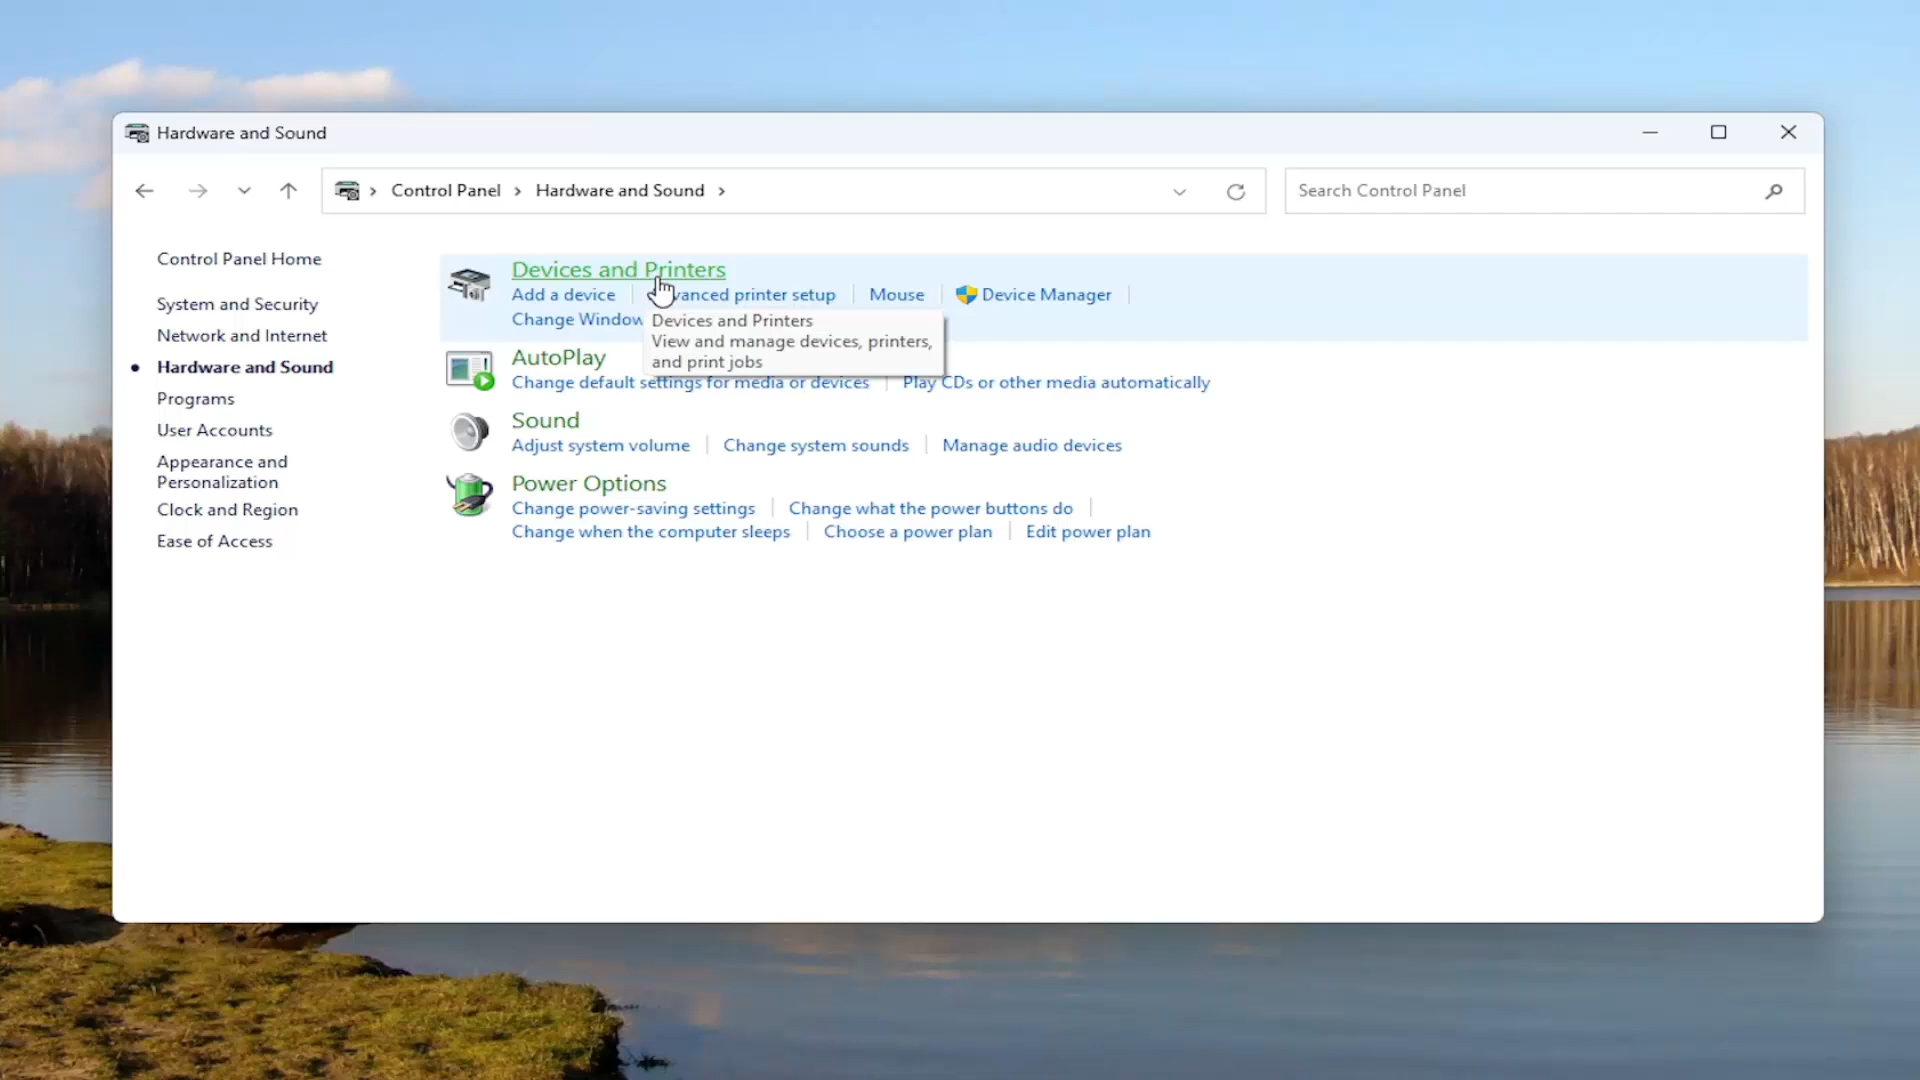 Hardware and Sound
Control Panel > Hardware and Sound >
Search Control Panel
Control Panel Home
System and Security
Network and Internet
Hardware and Sound
Programs
User Accounts
Appearance and
Personalization
Clock and Region
Ease of Access
Devices and Printers
Add a device
anced printer setup
Mouse
Device Manager
Change Window
Devices and Printers
View and manage devices, printers,
and print jobs
AutoPlay
Change default settings for media or devices
Play CDs or other media automatically
Sound
Adjust system volume
Change system sounds
Manage audio devices
Power Options
Change power-saving settings
Change what the power buttons do
Change when the computer sleeps
Choose a power plan
Edit power plan